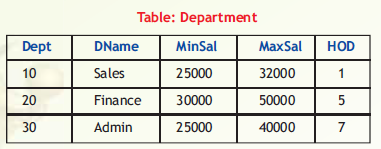 Table: Department
Dept DName MinSal MaxSal HOD
10 Sales 25000 32000 1
20 Finance 30000 50000 5
30 Admin 25000 40000 7